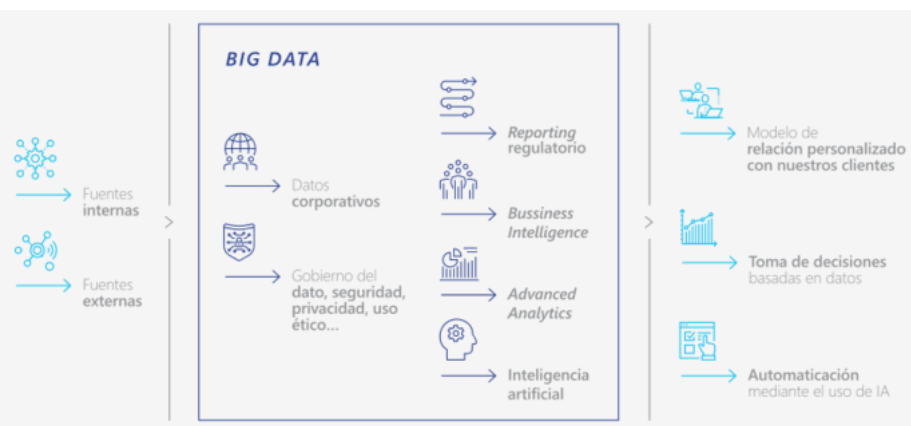 BIG DATA
Fuentes
internas
Fuentes
externas
Datos
corporativos
Gobierno del
dato, seguridad,
privacidad, uso
ético...
Reporting
regulatorio
Bussiness
Intelligence
Advanced
Analytics
Inteligencia
artificial
Modelo de
relación personalizado
con nuestros clientes
Toma de decisiones
basadas en datos
Automaticación
mediante el uso de IA